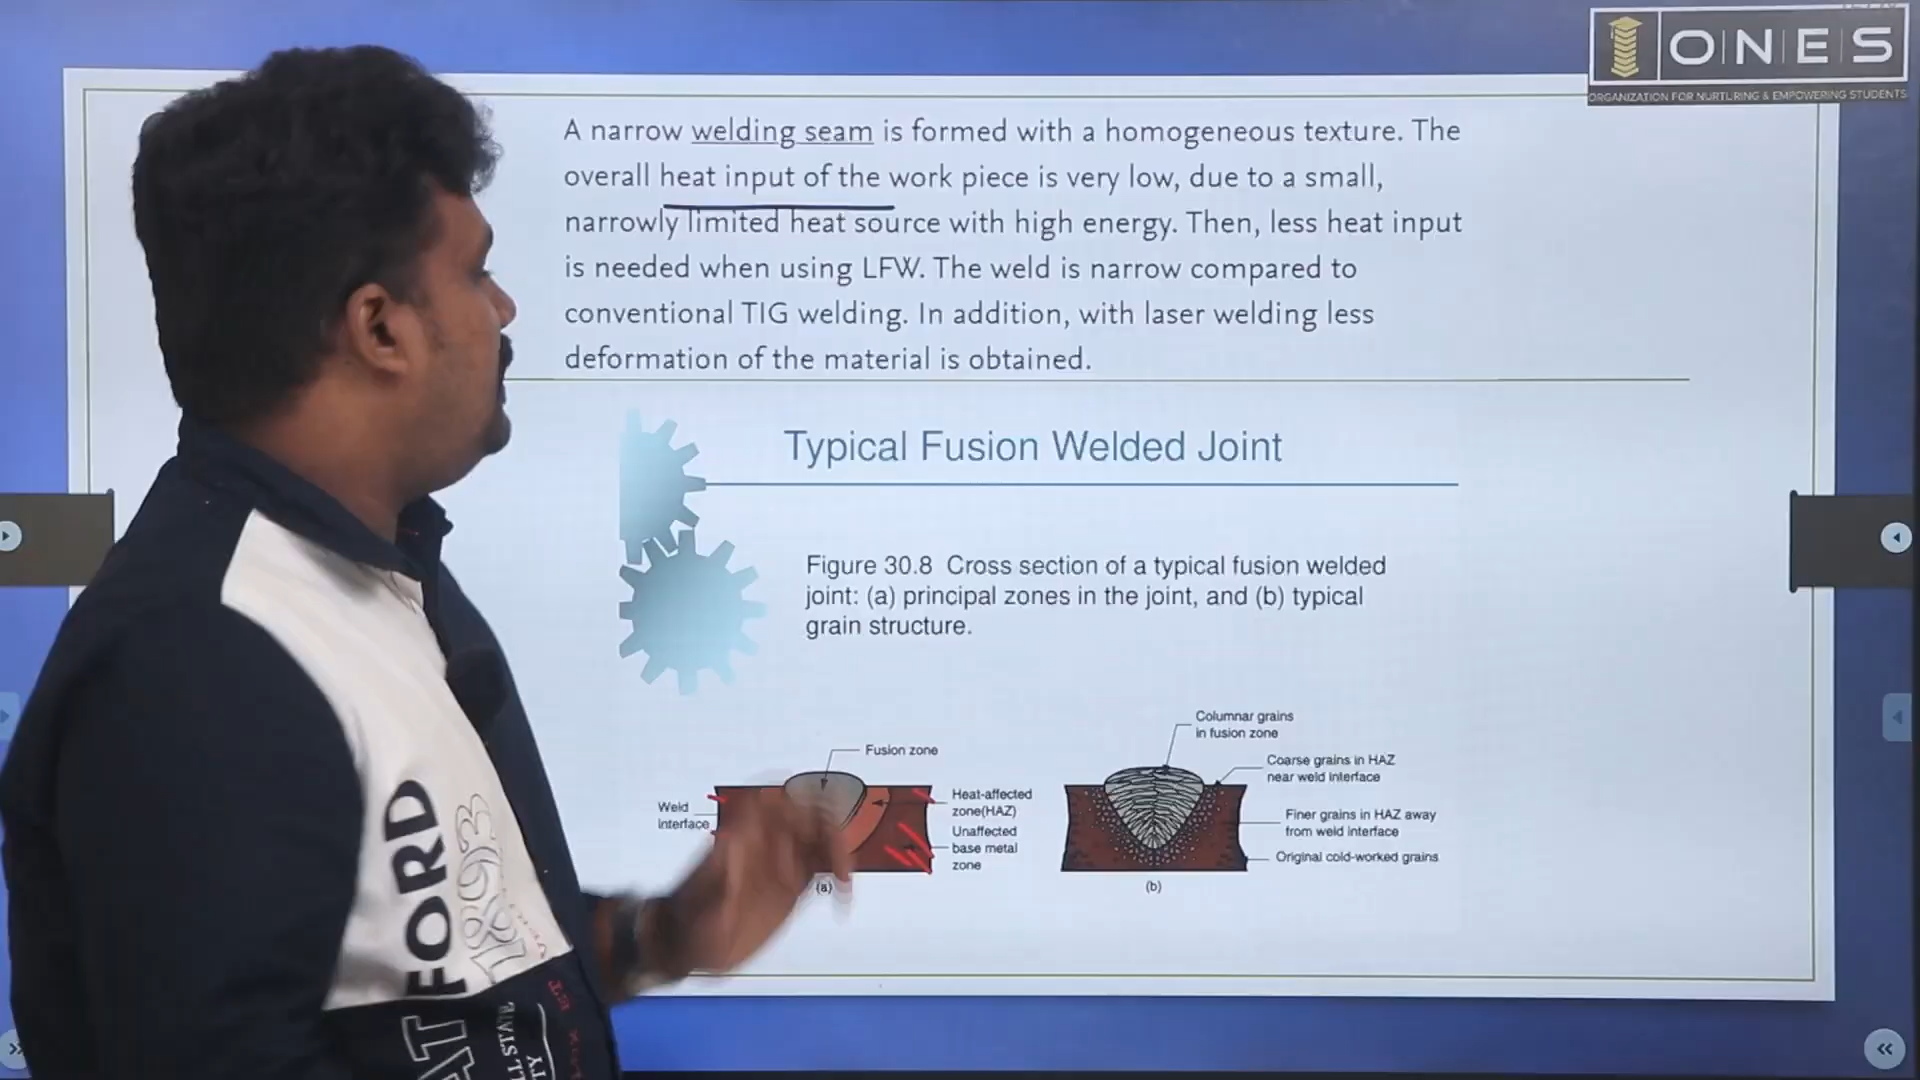 O|N|E|S
ORGANIZATION FOR NURTURING & EMPOWERING STUDENTS
A narrow welding seam is formed with a homogeneous texture. The
overall heat input of the work piece is very low, due to a small,
narrowly limited heat source with high energy. Then, less heat input
is needed when using LFW. The weld is narrow compared to
conventional TIG welding. In addition, with laser welding less
deformation of the material is obtained.
Typical Fusion Welded Joint
Figure 30.8 Cross section of a typical fusion welded
joint: (a) principal zones in the joint, and (b) typical
grain structure.
Fusion zone
Weld
interface
Heat-affected
zone(HAZ)
Unaffected
base metal
zone
(a)
Columnar grains
in fusion zone
Coarse grains in HAZ
near weld interface
Finer grains in HAZ away
from weld interface
Original cold-worked grains
(b)
FORD
1893